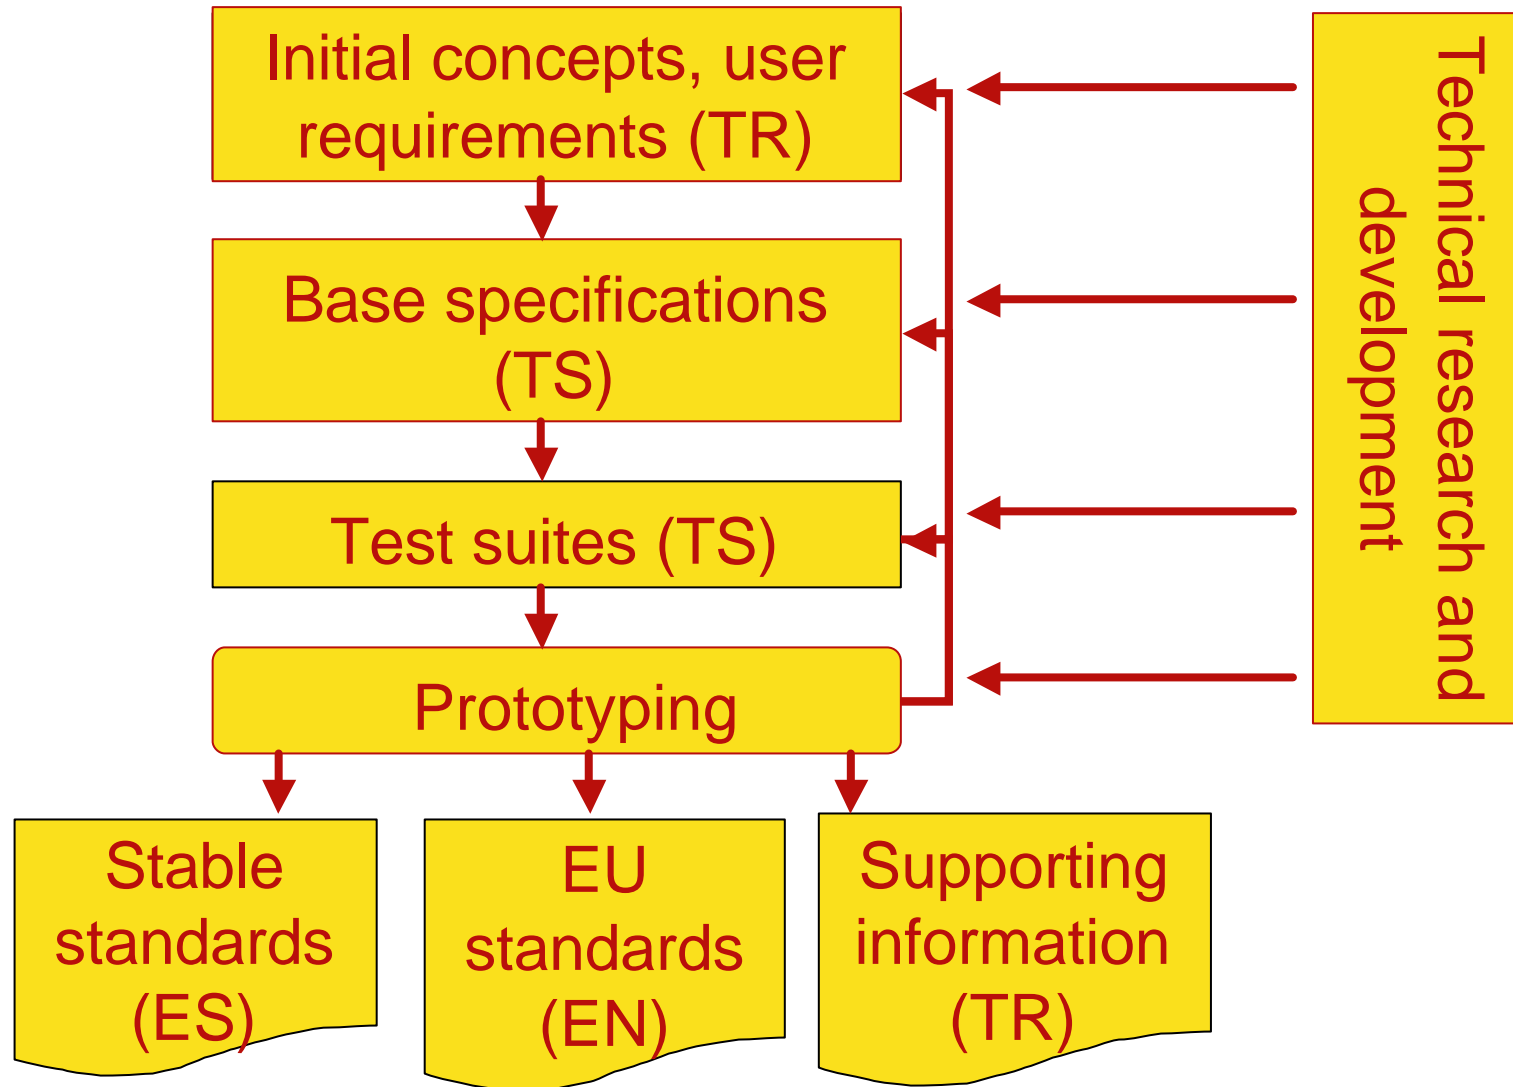 Initial concepts, user
requirements (TR)
Base specifications
(TS)
Test suites (TS)
Prototyping
Stable
standards
(ES)
EU
standards
(EN)
Supporting
information
(TR)
Technical research and
development